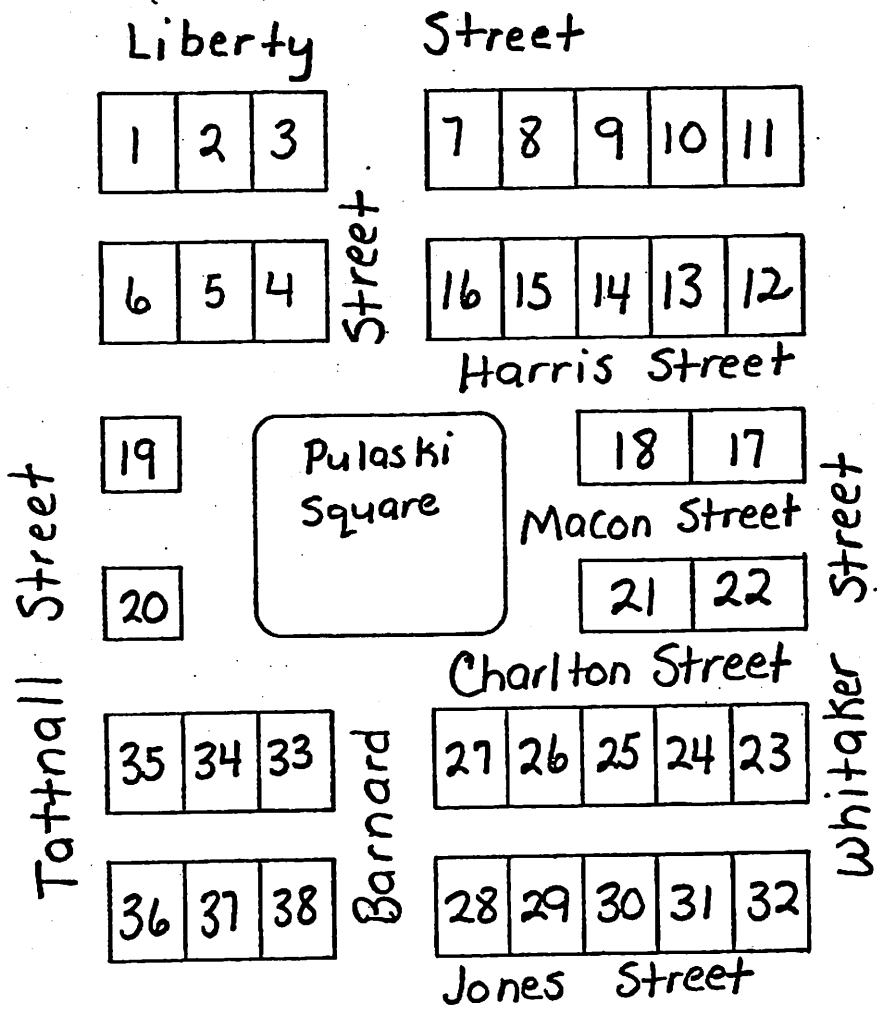 Liberty Street
1 2 3 7 8 9 10 11
Street
6 5 4 16 15 14 13 12
Harris Street
19 Pulaski 18 17
Square
Macon Street
20 21 22
Charlton Street
Tattnall Street
Whitaker Street
35 34 33 27 26 25 24 23
Barnard
36 37 38 28 29 30 31 32
Jones Street